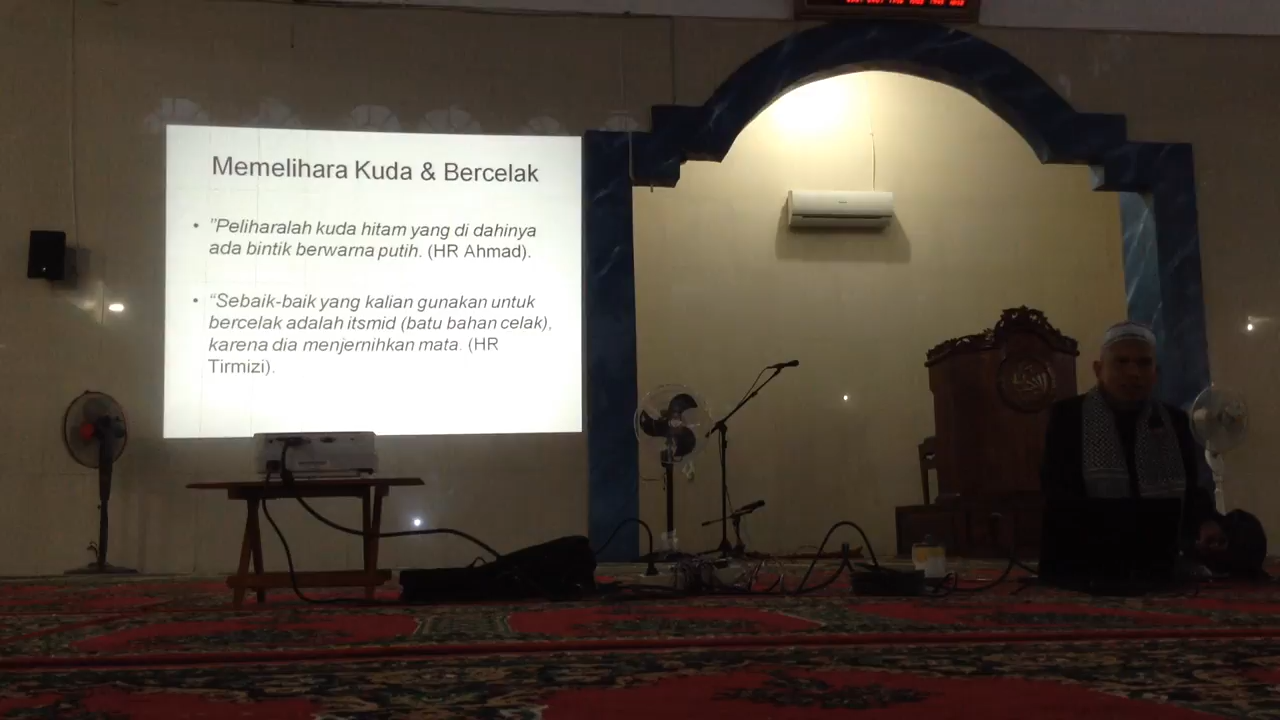 Memelihara Kuda & Bercelak
• "Peliharalah kuda hitam yang di dahinya
ada bintik berwarna putih. (HR Ahmad).
• "Sebaik-baik yang kalian gunakan untuk
bercelak adalah itsmid (batu bahan celak),
karena dia menjernihkan mata. (HR
Tirmizi).